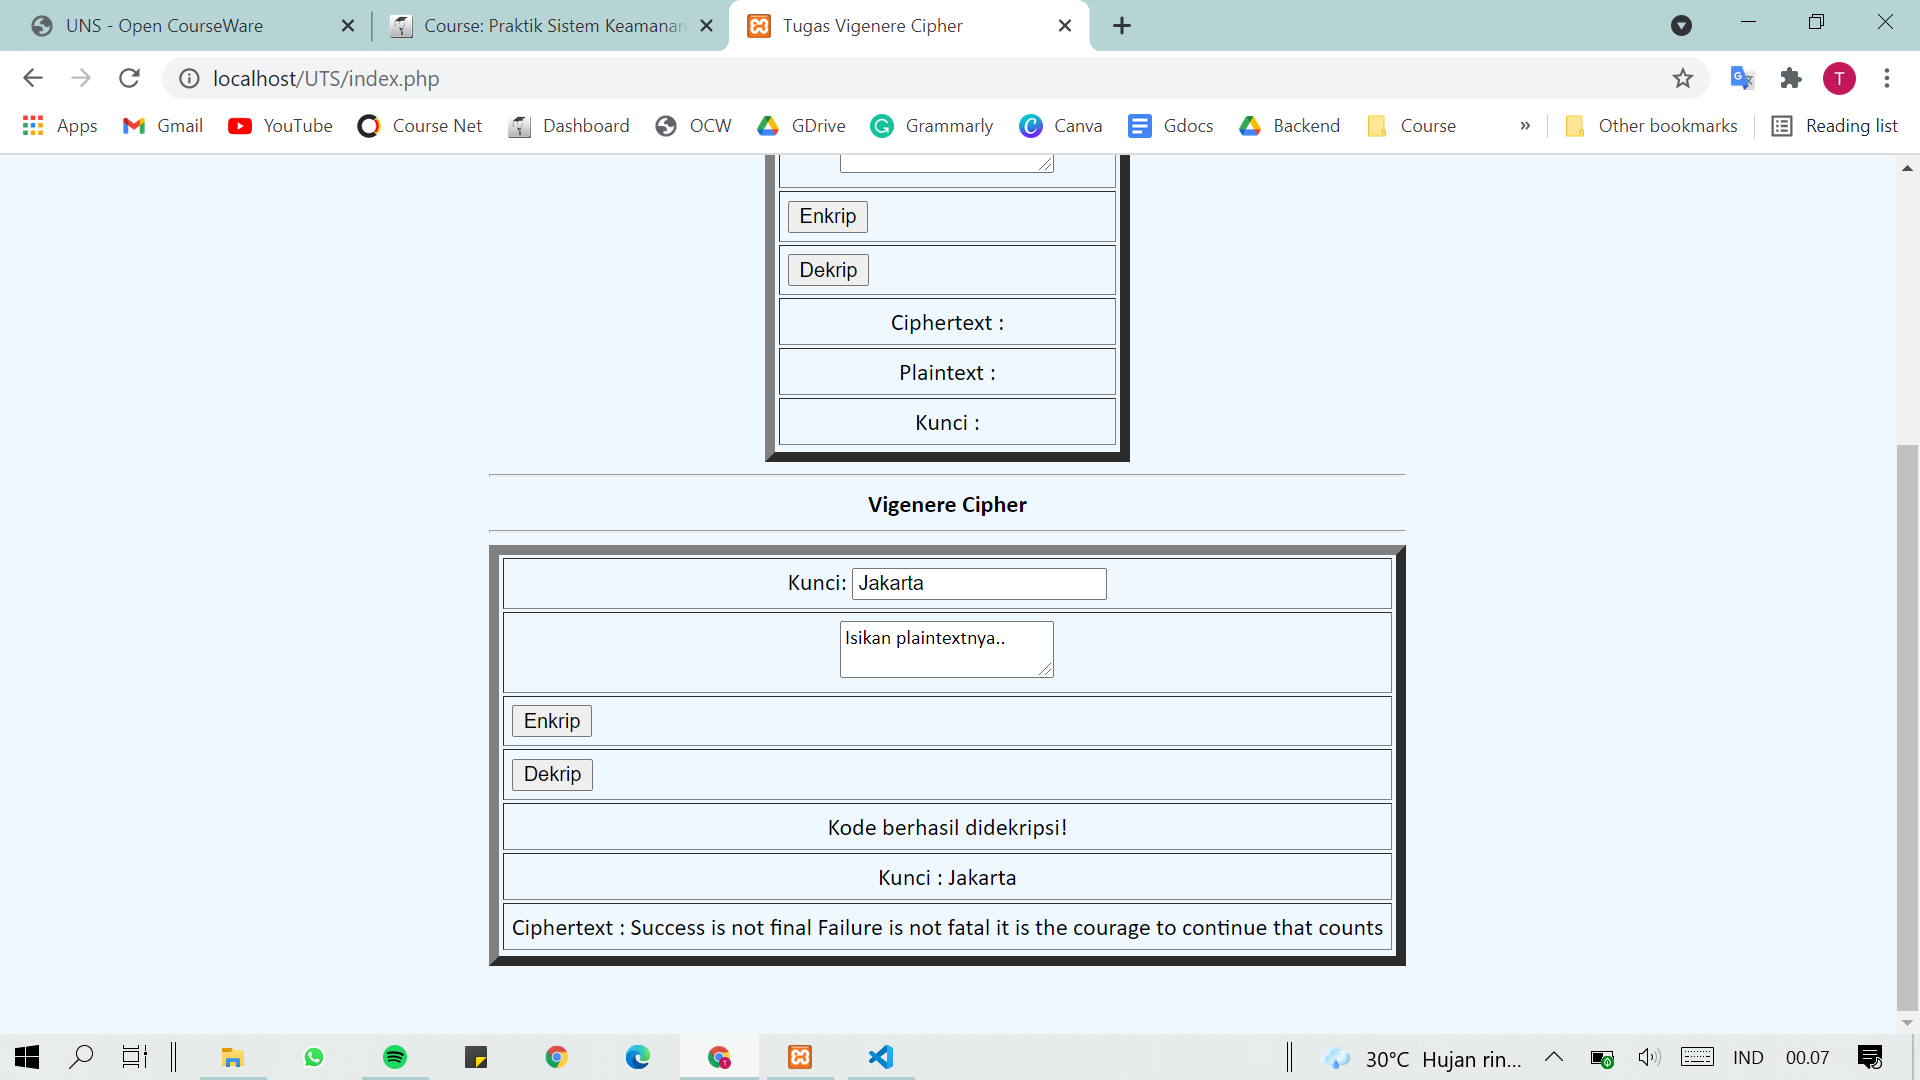 UNS - Open CourseWare
Course: Praktik Sistem Keamanan
Tugas Vigenere Cipher
localhost/UTS/index.php
T
Apps
Gmail
YouTube
Course Net
Dashboard
OCW
GDrive
Grammarly
Canva
Gdocs
Backend
Course
»
Other bookmarks
Reading list
Enkrip
Dekrip
Ciphertext :
Plaintext :
Kunci :
Vigenere Cipher
Kunci: Jakarta
Isikan plaintextnya..
Enkrip
Dekrip
Kode berhasil didekripsi!
Kunci : Jakarta
Ciphertext : Success is not final Failure is not fatal it is the courage to continue that counts
30°C Hujan rin...
IND
00.07